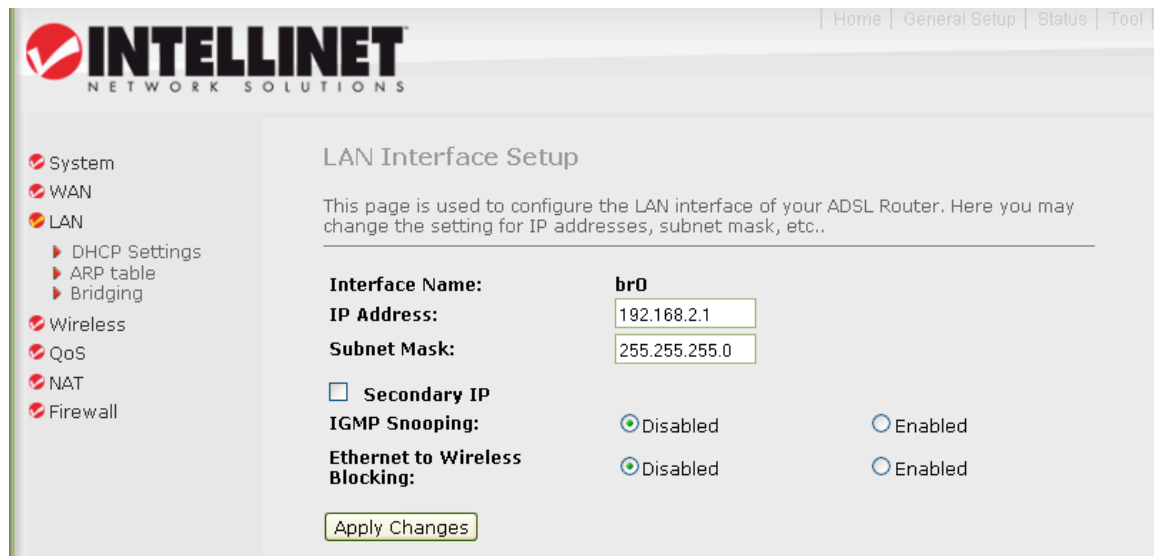 Home | General Setup | Status | Tool
INTELLINET
NETWORK SOLUTIONS
System
WAN
LAN
DHCP Settings
ARP table
Bridging
Wireless
QoS
NAT
Firewall
LAN Interface Setup
This page is used to configure the LAN interface of your ADSL Router. Here you may
change the setting for IP addresses, subnet mask, etc..
Interface Name: br0
IP Address: 192.168.2.1
Subnet Mask: 255.255.255.0
Secondary IP
IGMP Snooping: Disabled Enabled
Ethernet to Wireless
Blocking: Disabled Enabled
Apply Changes